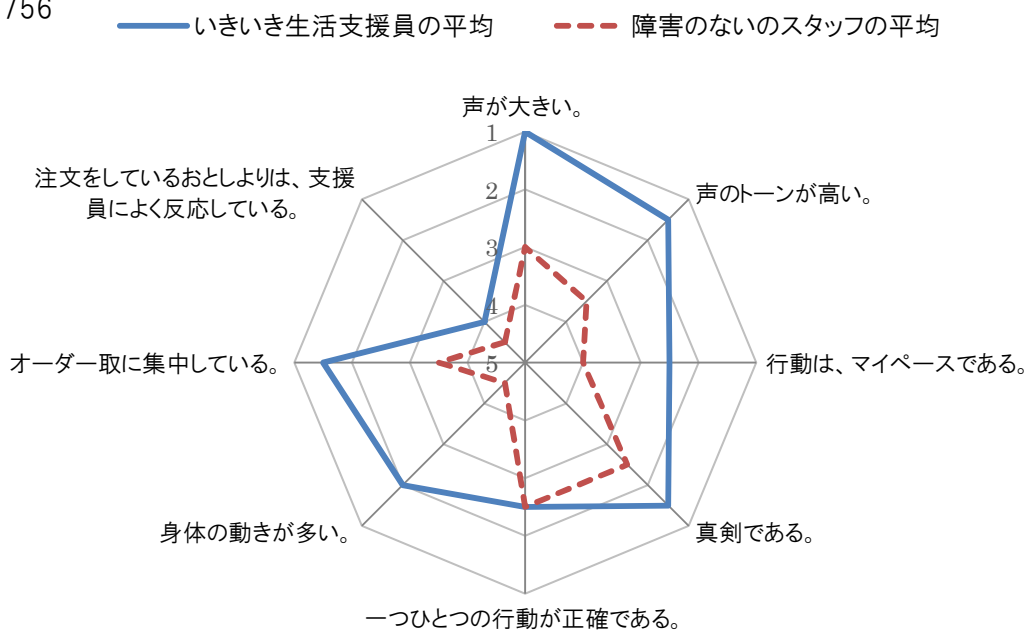 /56
いきいき生活支援員の平均
障害のないのスタッフの平均
声が大きい。
1
声のトーンが高い。
注文をしているおとしよりは、支援
員によく反応している。
2
3
4
オーダー取に集中している。
5
行動は、マイペースである。
身体の動きが多い。
真剣である。
一つひとつの行動が正確である。